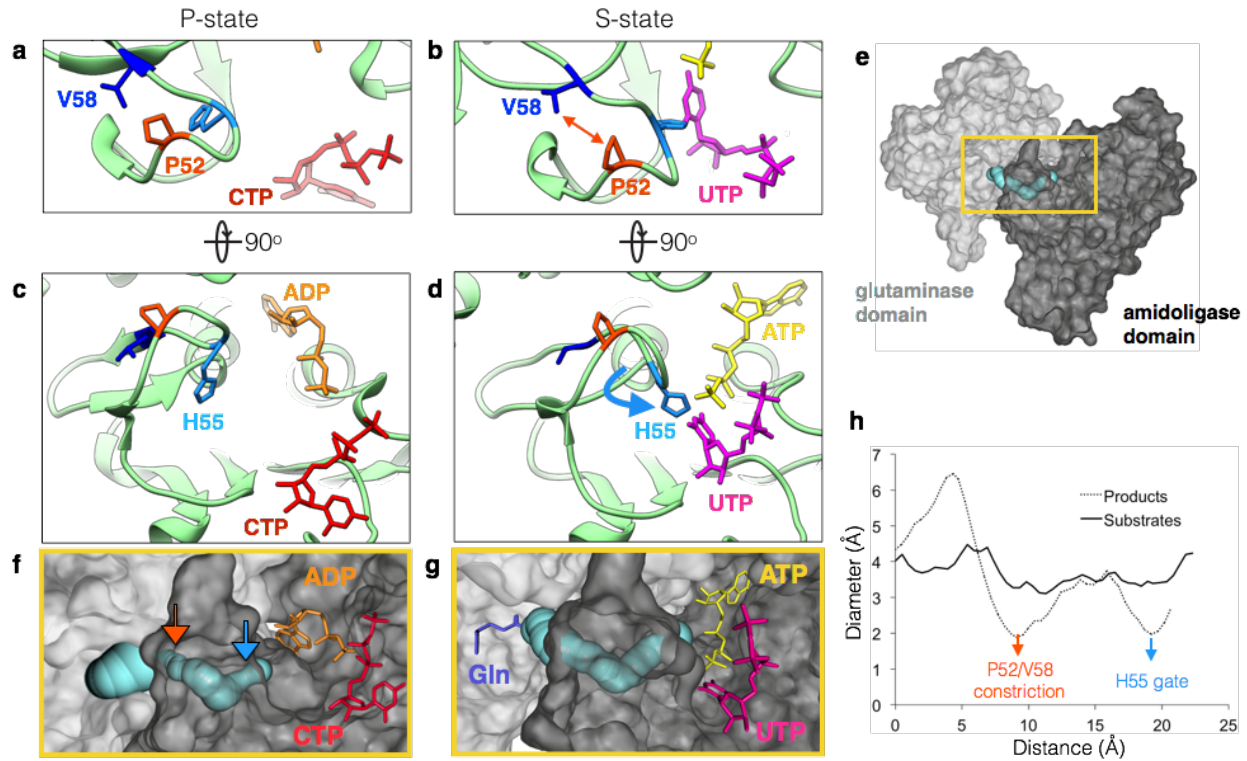 P-state
S-state
a
V58
P52
CTP
b
V58
P52
UTP
90º
90º
c
ADP
H55
CTP
d
ATP
H55
UTP
e
glutaminase
domain
amidoligase
domain
f
ADP
CTP
g
Gln
ATP
UTP
h
7
6
5
4
3
2
1
0
Diameter (Å)
Products
Substrates
P52/V58
constriction
H55 gate
0
5
10
15
20
25
Distance (Å)